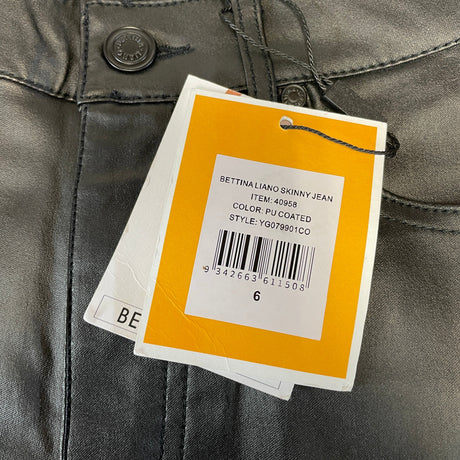 BETTINA LIANO SKINNY JEAN
ITEM: 40958
COLOR: PU COATED
STYLE: YG079901CO
9 342663 611508
6
BE